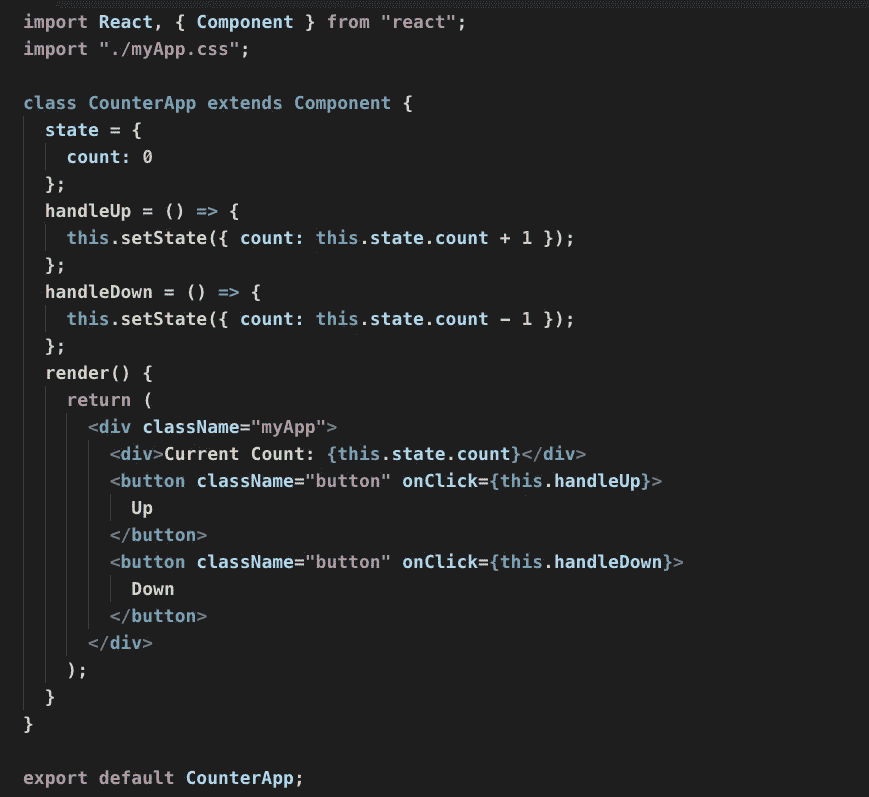 import React, { Component } from "react";
import "./myApp.css";

class CounterApp extends Component {
  state = {
    count: 0
  };
  handleUp = () => {
    this.setState({ count: this.state.count + 1 });
  };
  handleDown = () => {
    this.setState({ count: this.state.count - 1 });
  };
  render() {
    return (
      <div className="myApp">
        <div>Current Count: {this.state.count}</div>
        <button className="button" onClick={this.handleUp}>
          Up
        </button>
        <button className="button" onClick={this.handleDown}>
          Down
        </button>
      </div>
    );
  }
}

export default CounterApp;